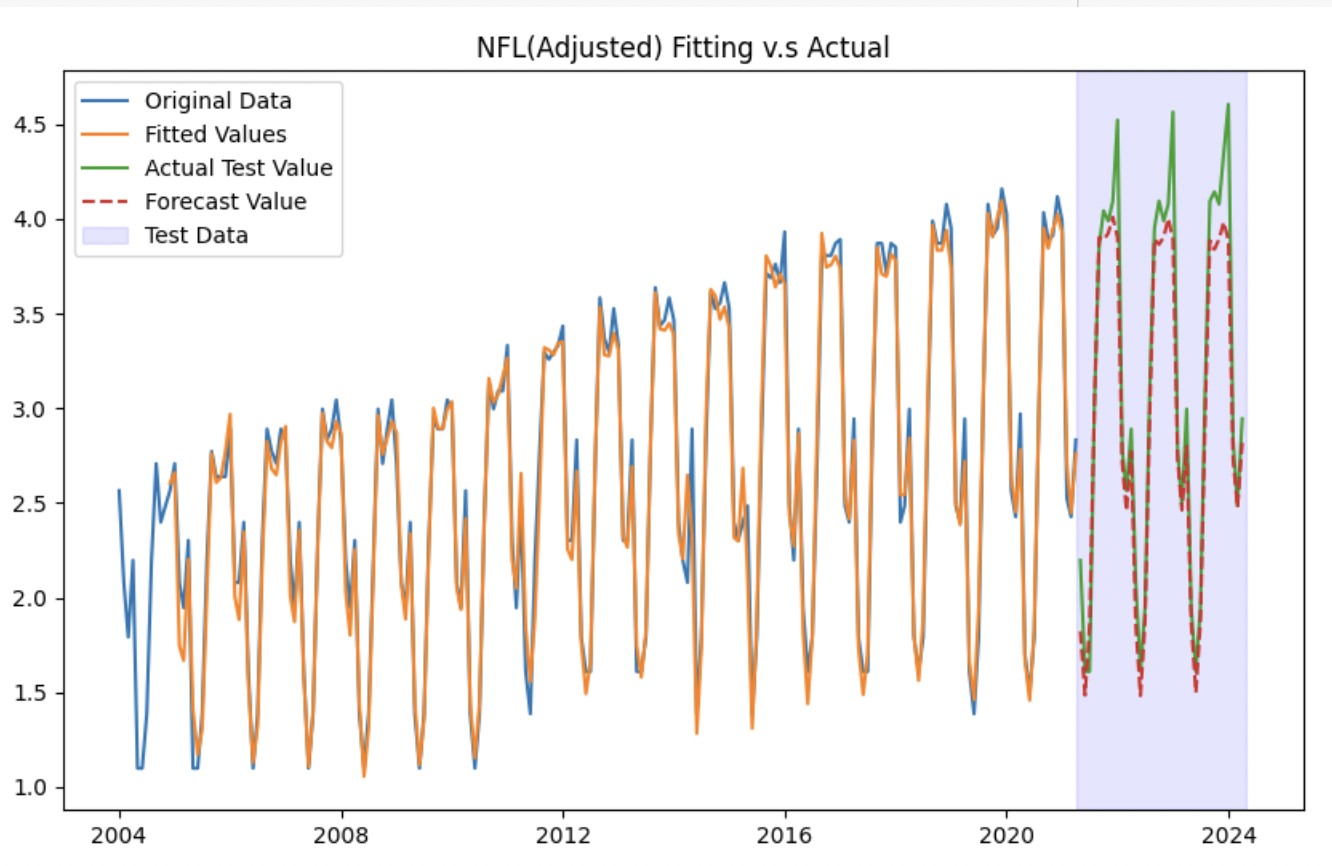 NFL(Adjusted) Fitting v.s Actual
Original Data
Fitted Values
Actual Test Value
Forecast Value
Test Data
4.5
4.0
3.5
3.0
2.5
2.0
1.5
1.0
2004
2008
2012
2016
2020
2024